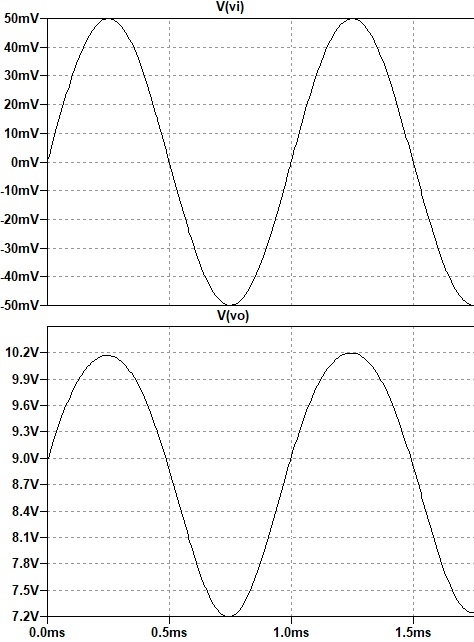 V(vi)
50mV
40mV
30mV
20mV
10mV
0mV
-10mV
-20mV
-30mV
-40mV
-50mV
V(vo)
10.2V
9.9V
9.6V
9.3V
9.0V
8.7V
8.4V
8.1V
7.8V
7.5V
7.2V
0.0ms 0.5ms 1.0ms 1.5ms